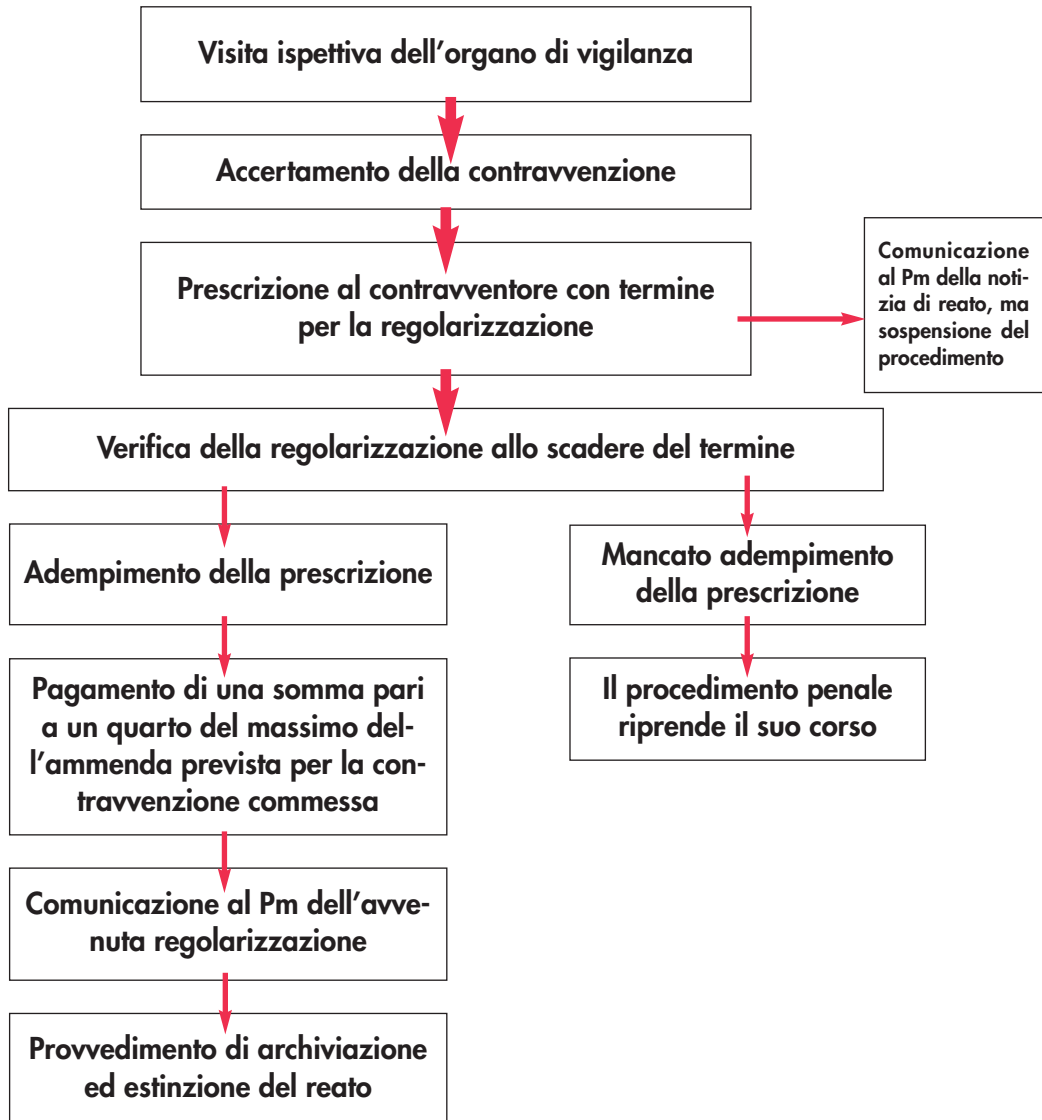 Visita ispettiva dell'organo di vigilanza
Accertamento della contravvenzione
Prescrizione al contravventore con termine
per la regolarizzazione
Comunicazione
al Pm della noti-
zia di reato, ma
sospensione del
procedimento
Verifica della regolarizzazione allo scadere del termine
Adempimento della prescrizione
Mancato adempimento
della prescrizione
Pagamento di una somma pari
a un quarto del massimo del-
l'ammenda prevista per la con-
travvenzione commessa
Il procedimento penale
riprende il suo corso
Comunicazione al Pm dell'avve-
nuta regolarizzazione
Provvedimento di archiviazione
ed estinzione del reato